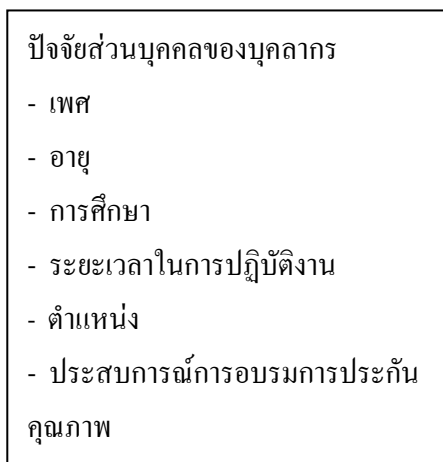 ปัจจัยส่วนบุคคลของบุคลากร
- เพศ
- อายุ
- การศึกษา
- ระยะเวลาในการปฏิบัติงาน
- ตำแหน่ง
- ประสบการณ์การอบรมการประกัน
คุณภาพ